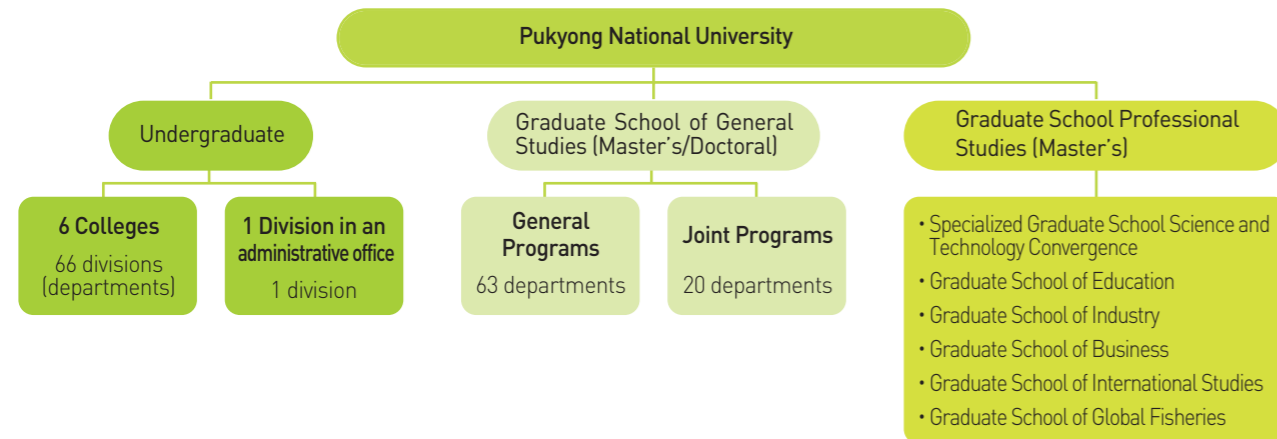 Pukyong National University
Undergraduate
Graduate School of General
Studies (Master's/Doctoral)
Graduate School Professional
Studies (Master's)
6 Colleges
66 divisions
(departments)
1 Division in an
administrative office
1 division
General
Programs
63 departments
Joint Programs
20 departments
• Specialized Graduate School Science and
Technology Convergence
• Graduate School of Education
• Graduate School of Industry
• Graduate School of Business
• Graduate School of International Studies
• Graduate School of Global Fisheries